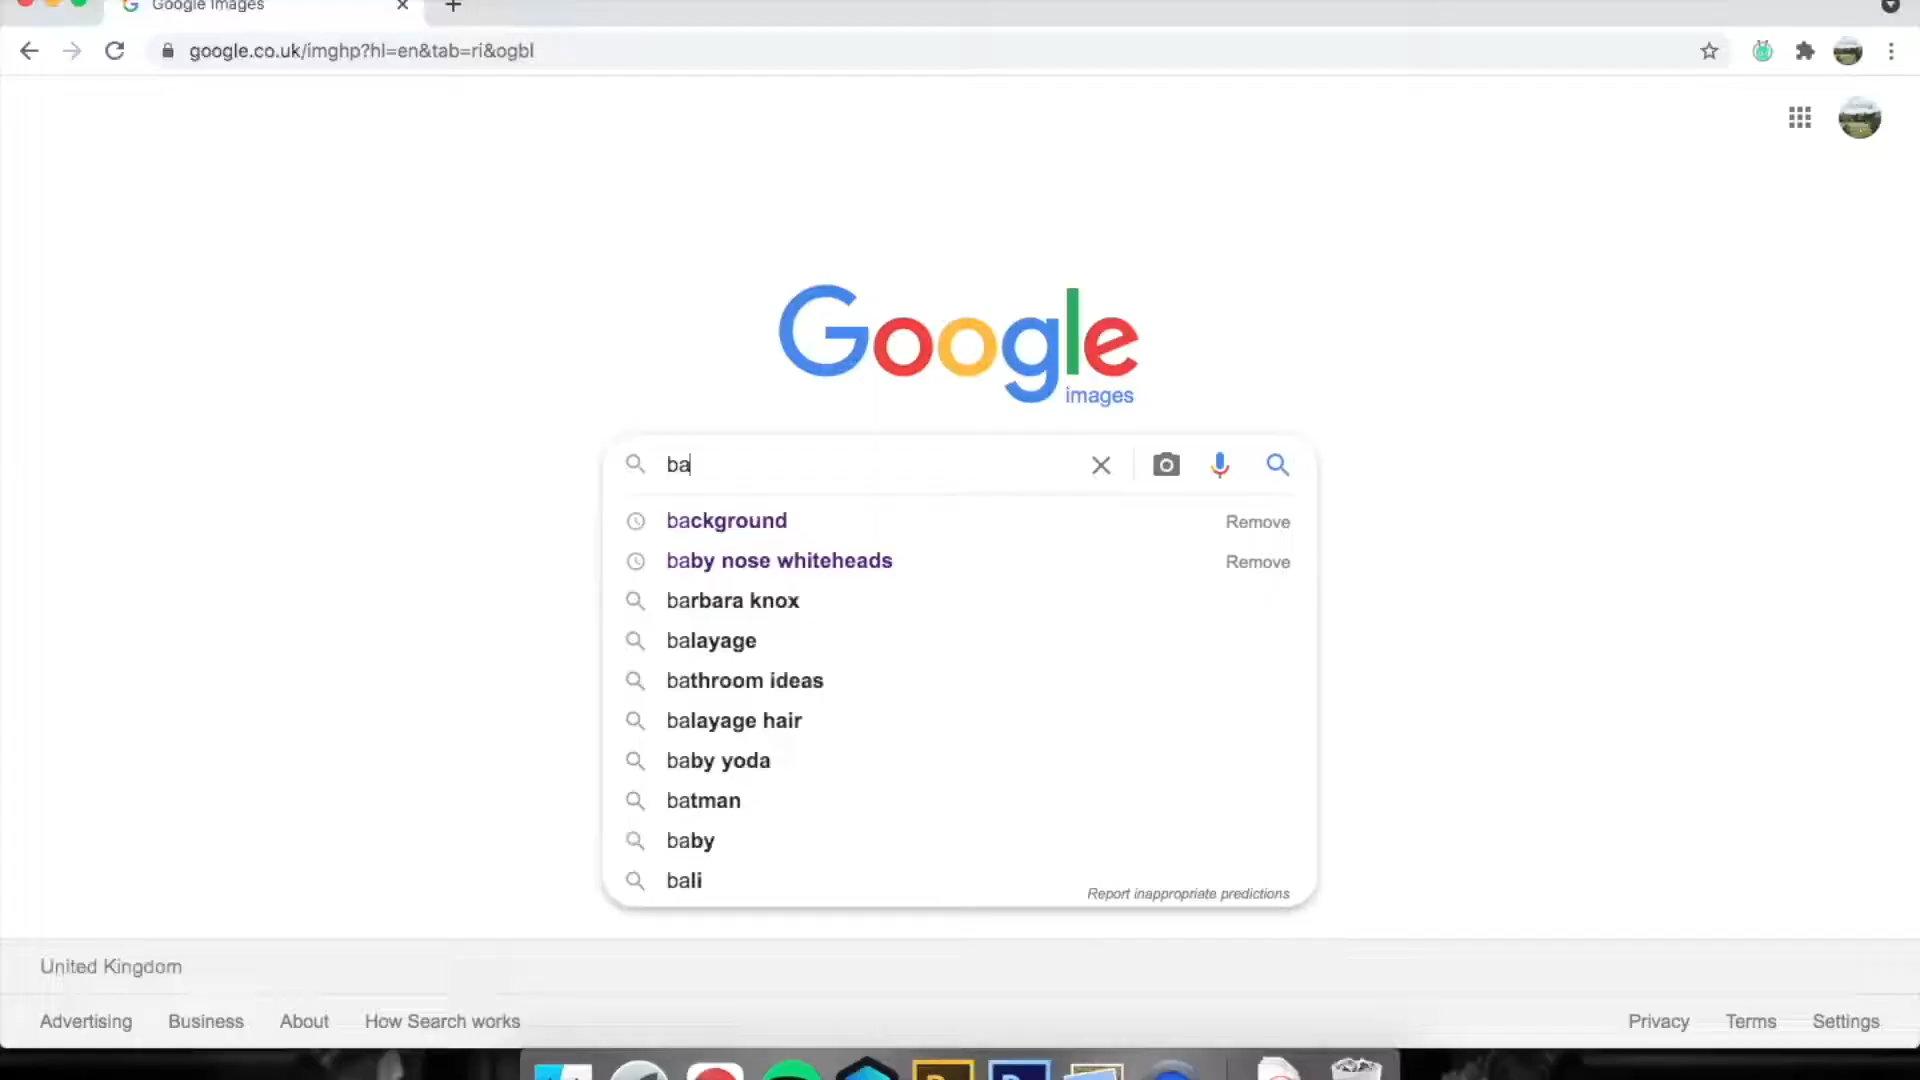 Google Images
google.co.uk/imghp?hl=en&tab=ri&ogbl
Google
images
ba
background Remove
baby nose whiteheads Remove
barbara knox
balayage
bathroom ideas
balayage hair
baby yoda
batman
baby
bali
Report inappropriate predictions
United Kingdom
Advertising Business About How Search works Privacy Terms Settings